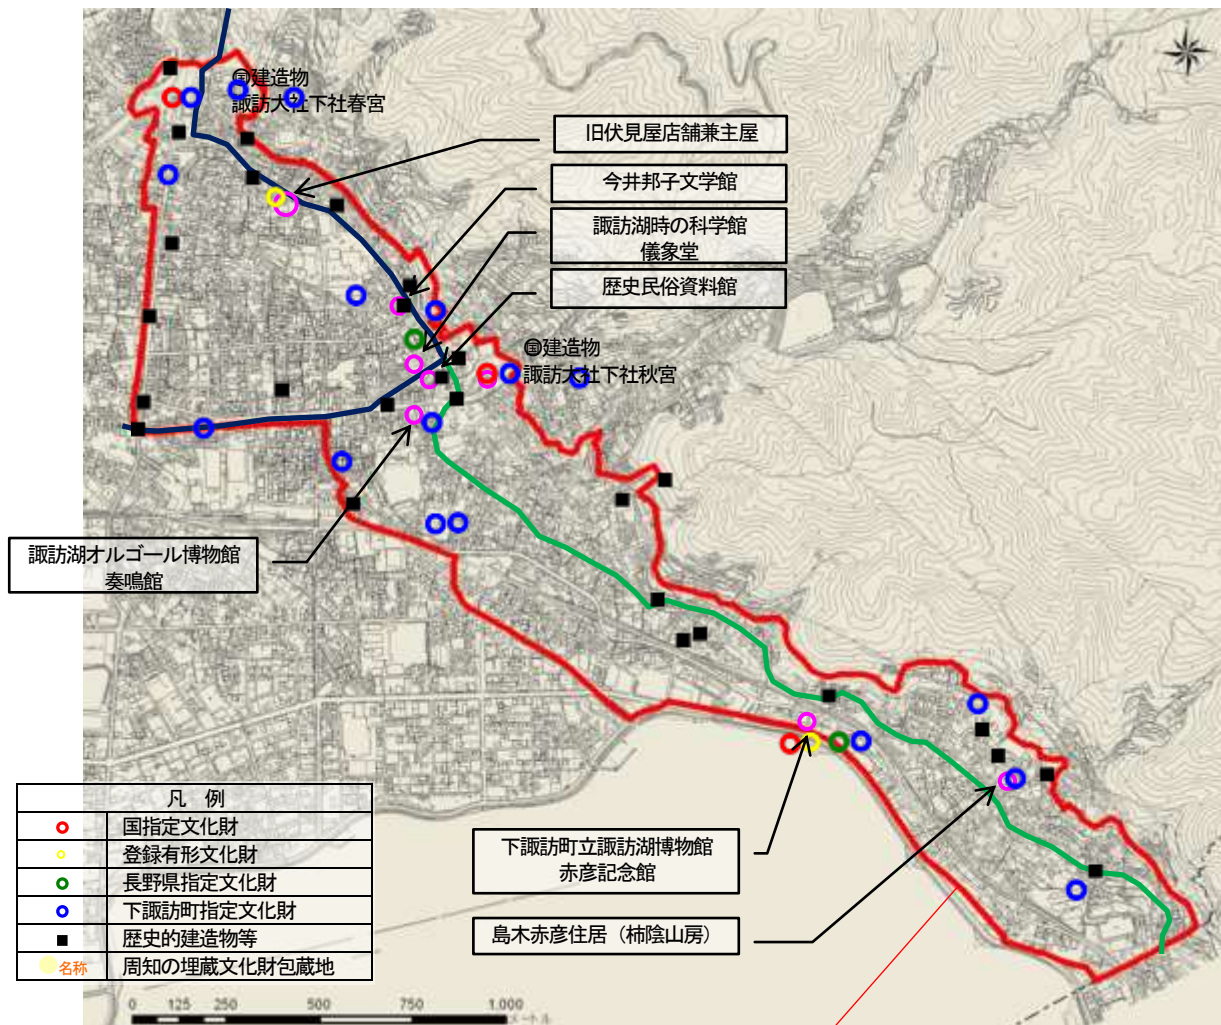 国建造物
諏訪大社下社春宮
旧伏見屋店舗兼主屋
今井邦子文学館
諏訪湖時の科学館
儀象堂
歴史民俗資料館
国建造物
諏訪大社下社秋宮
諏訪湖オルゴール博物館
奏鳴館
下諏訪町立諏訪湖博物館
赤彦記念館
島木赤彦住居（柿陰山房）
凡 例
国指定文化財
登録有形文化財
長野県指定文化財
下諏訪町指定文化財
歴史的建造物等
名称 周知の埋蔵文化財包蔵地
0 125 250 500 750 1,000
メートル